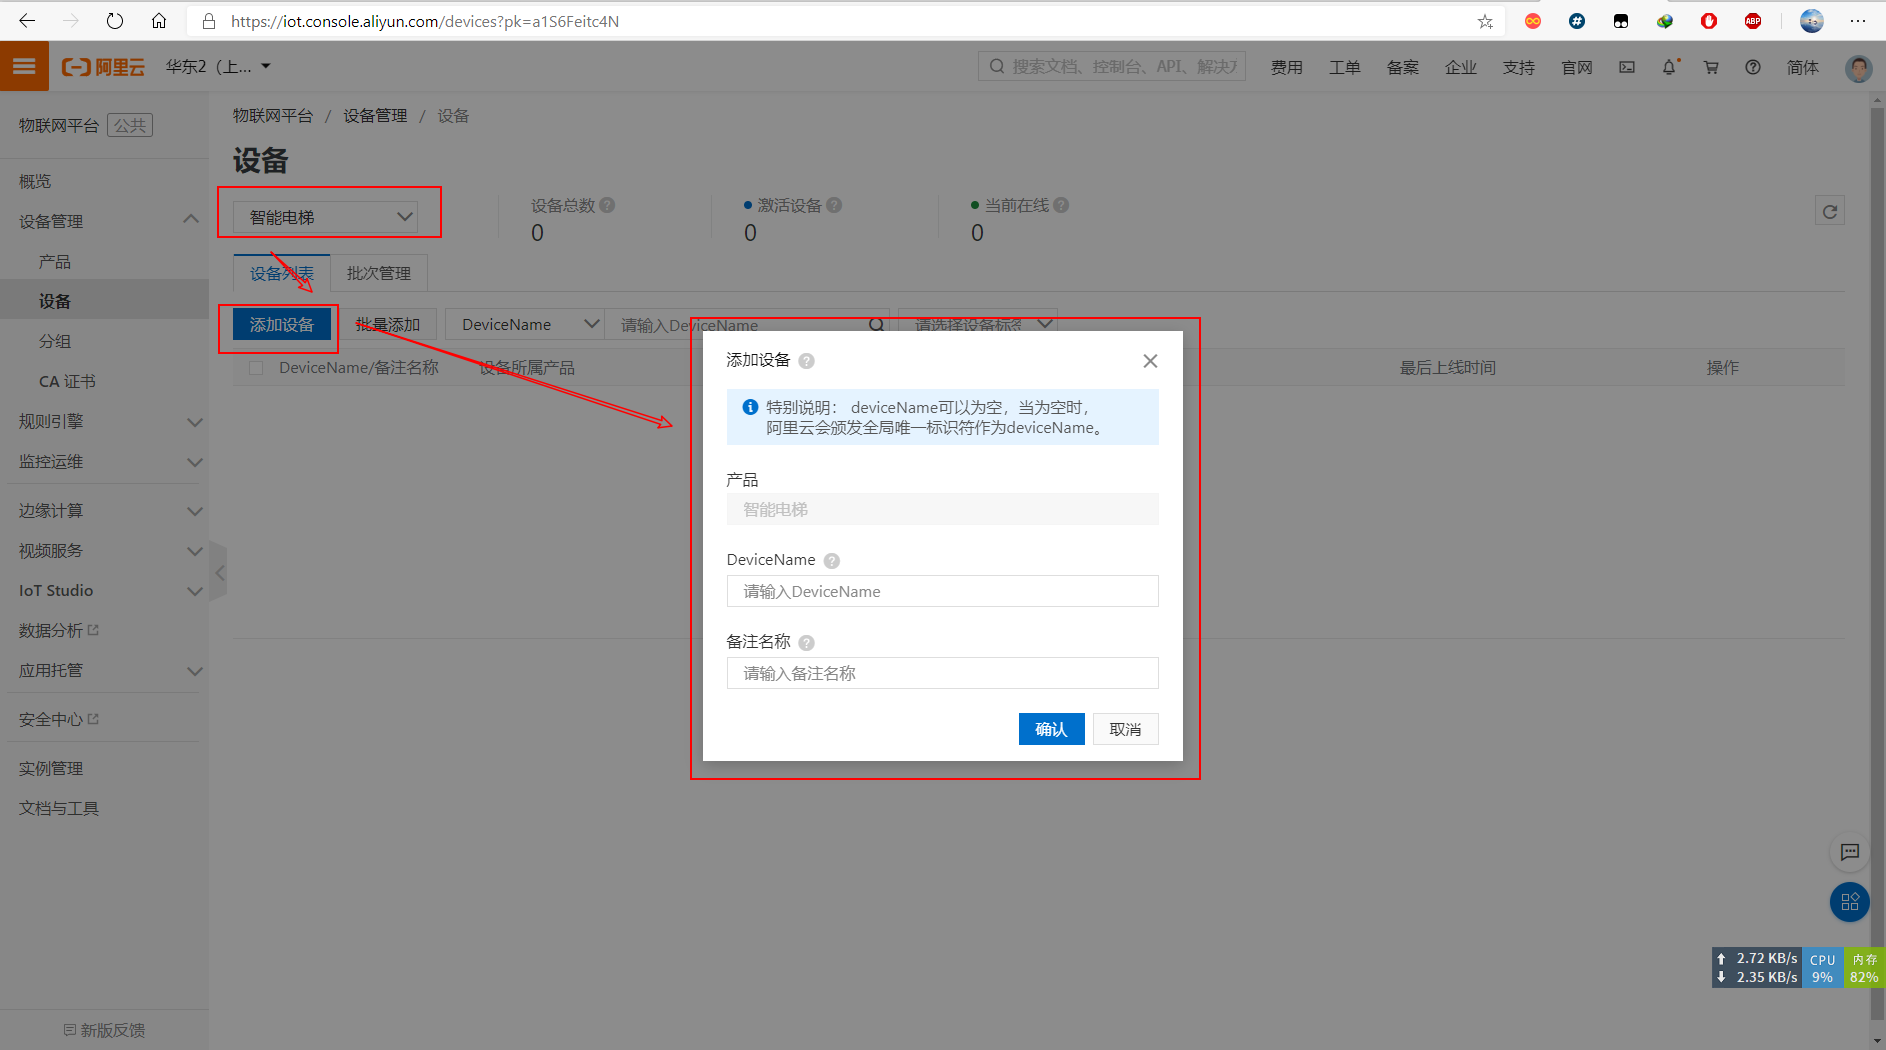 https://iot.console.aliyun.com/devices?pk=a1S6Feitc4N
阿里云 华东2（上... 搜索文档、控制台、API、解决方 费用 工单 备案 企业 支持 官网 简体
物联网平台 公共
概览
设备管理
产品
设备
分组
CA 证书
规则引擎
监控运维
边缘计算
视频服务
IoT Studio
数据分析
应用托管
安全中心
实例管理
文档与工具
新版反馈
物联网平台 / 设备管理 / 设备
设备
智能电梯
设备总数
0
激活设备
0
当前在线
0
设备列表 批次管理
添加设备 批量添加 DeviceName 请输入DeviceName 请选择设备标签
DeviceName/备注名称 设备所属产品 最后上线时间 操作
添加设备
特别说明： deviceName可以为空，当为空时，
阿里云会颁发全局唯一标识符作为deviceName。
产品
智能电梯
DeviceName
请输入DeviceName
备注名称
请输入备注名称
确认 取消
2.72 KB/s CPU 内存
2.35 KB/s 9% 82%
ABP